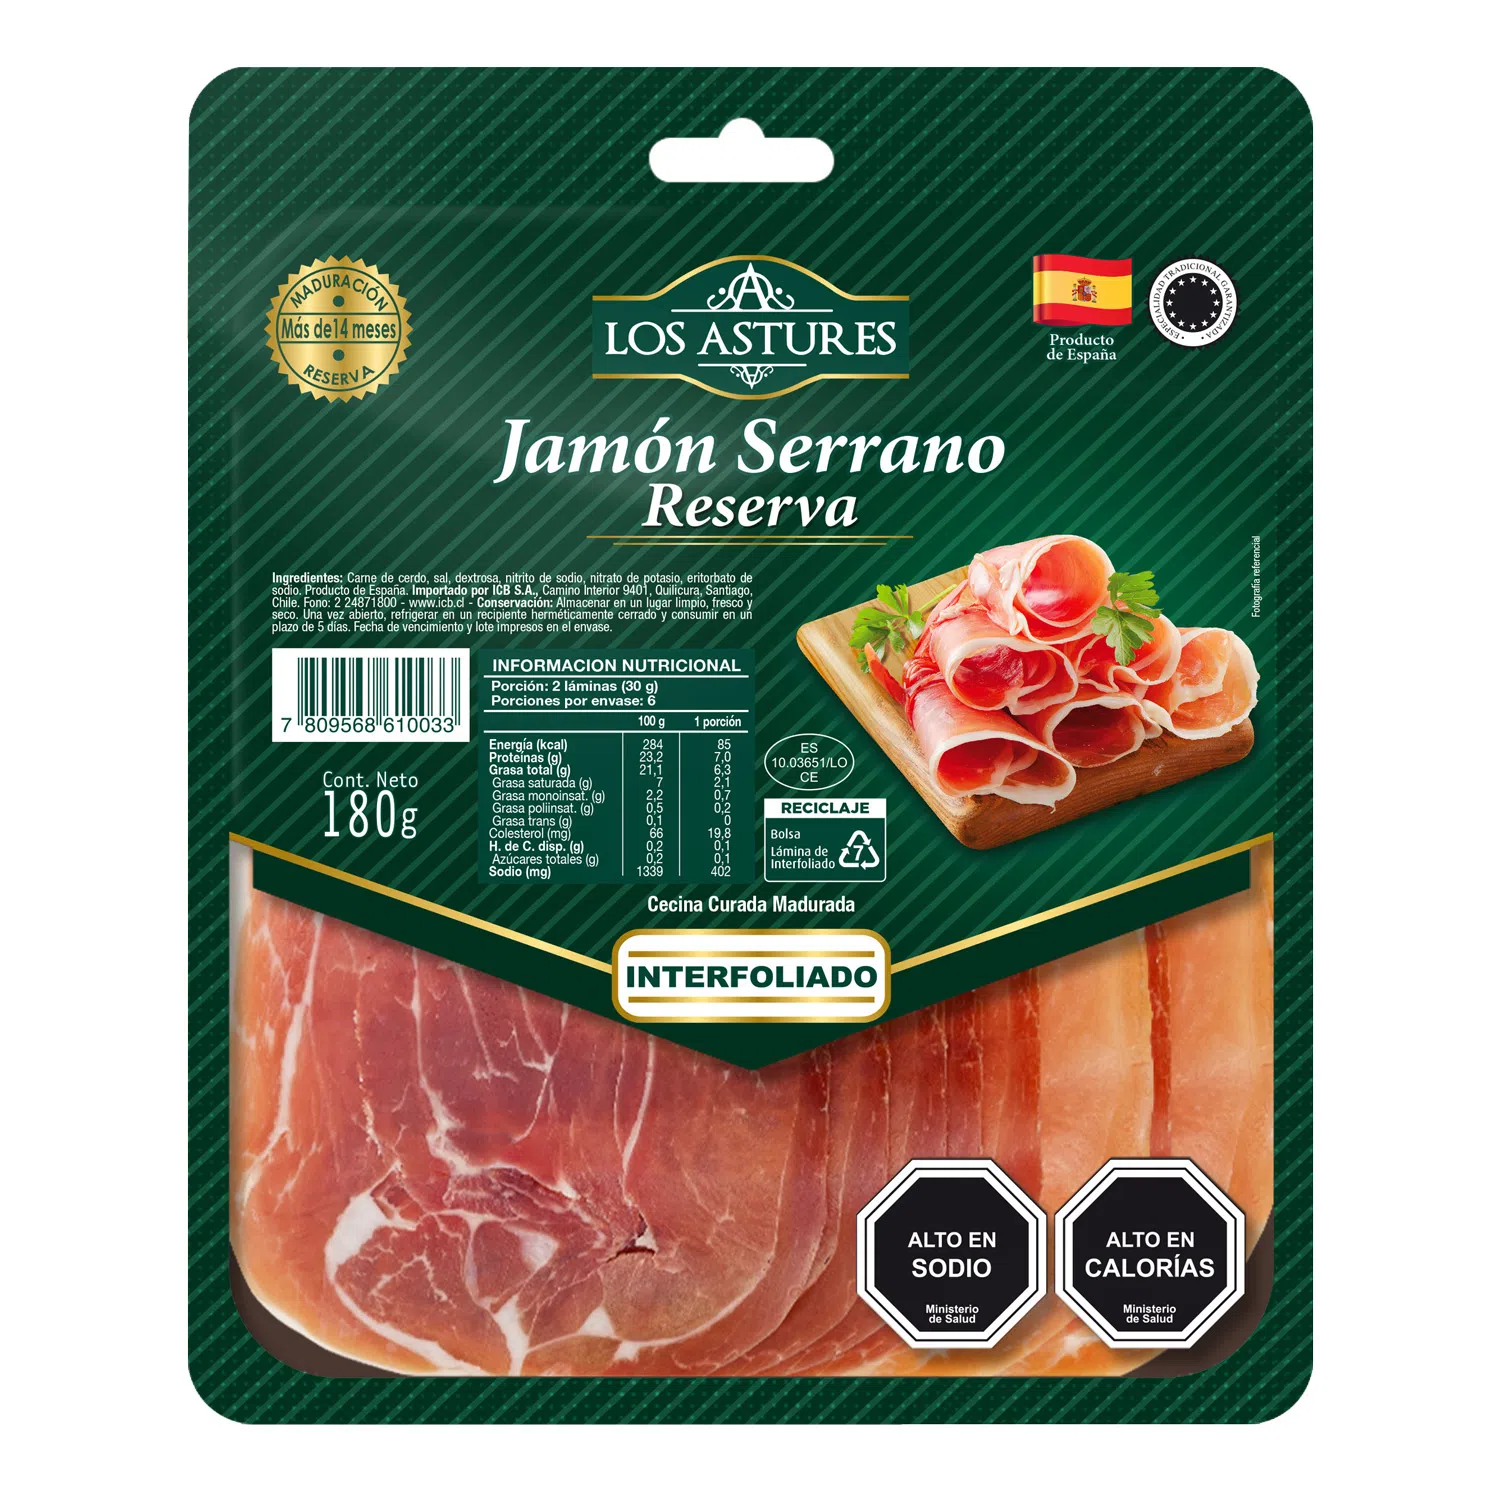 MADURACIÓN
Más de 14 meses
RESERVA
A
LOS ASTURES
Producto
de España
ESPECIALIDAD TRADICIONAL GARANTIZADA
Jamón Serrano
Reserva
Fotografía referencial
Ingredientes: Carne de cerdo, sal, dextrosa, nitrito de sodio, nitrato de potasio, eritorbato de
sodio. Producto de España. Importado por ICB S.A., Camino Interior 9401, Quilicura, Santiago,
Chile. Fono: 2 24871800 - www.icb.cl - Conservación: Almacenar en un lugar limpio, fresco y
seco. Una vez abierto, refrigerar en un recipiente herméticamente cerrado y consumir en un
plazo de 5 días. Fecha de vencimiento y lote impresos en el envase.
7 809568 610033
Cont. Neto
180g
INFORMACION NUTRICIONAL
Porción: 2 láminas (30 g)
Porciones por envase: 6
100 g 1 porción
Energía (kcal) 284 85
Proteínas (g) 23,2 7,0
Grasa total (g) 21,1 6,3
Grasa saturada (g) 7 2,1
Grasa monoinsat. (g) 2,2 0,7
Grasa poliinsat. (g) 0,5 0,2
Grasa trans (g) 0,1 0
Colesterol (mg) 66 19,8
H. de C. disp. (g) 0,2 0,1
Azúcares totales (g) 0,2 0,1
Sodio (mg) 1339 402
ES
10.03651/LO
CE
RECICLAJE
Bolsa
Lámina de
Interfoliado
7
Cecina Curada Madurada
INTERFOLIADO
ALTO EN
SODIO
Ministerio
de Salud
ALTO EN
CALORÍAS
Ministerio
de Salud